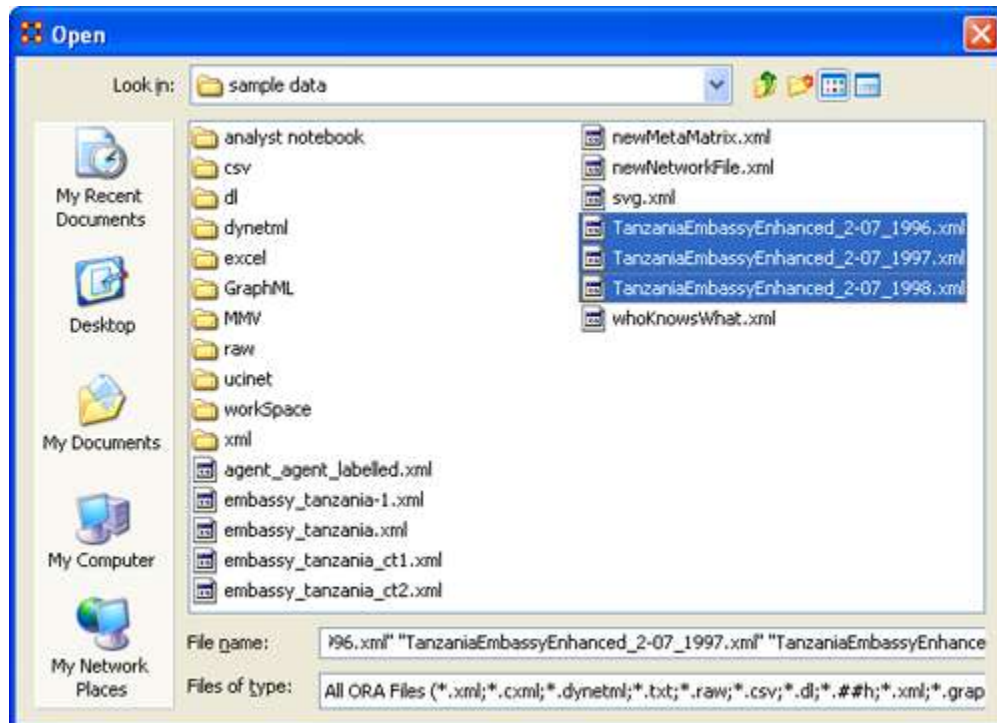 Open
Look in: sample data
My Recent
Documents
Desktop
My Documents
My Computer
My Network
Places
analyst notebook
csv
dl
dynetml
excel
GraphML
MMV
raw
ucinet
workSpace
xml
agent_agent_labelled.xml
embassy_tanzania-1.xml
embassy_tanzania.xml
embassy_tanzania_ct1.xml
embassy_tanzania_ct2.xml
newMetaMatrix.xml
newNetworkFile.xml
svg.xml
TanzaniaEmbassyEnhanced_2-07_1996.xml
TanzaniaEmbassyEnhanced_2-07_1997.xml
TanzaniaEmbassyEnhanced_2-07_1998.xml
whoKnowsWhat.xml
File name: 996.xml" "TanzaniaEmbassyEnhanced_2-07_1997.xml" "TanzaniaEmbassyEnhance
Files of type: All ORA Files (*.xml;*.cxml;*.dynetml;*.txt;*.raw;*.csv;*.dl;*.##h;*.xml;*.grap